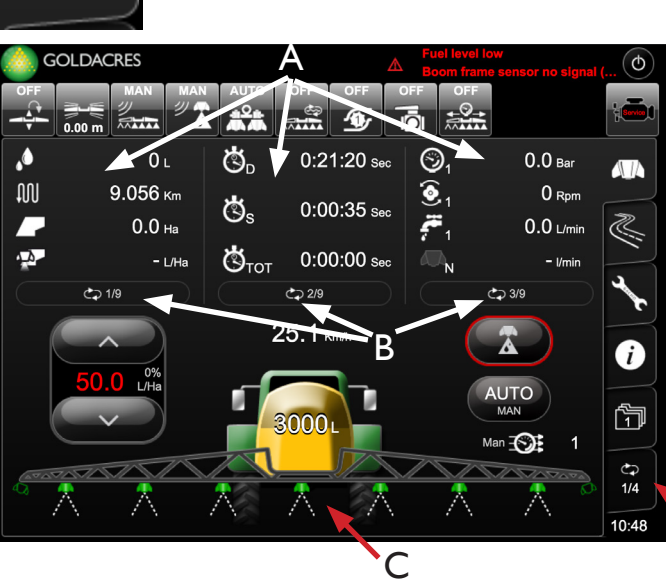 A
GOLDACRES
Fuel level low
Boom frame sensor no signal (...
OFF
MAN
MAN
AUTO
OFF
OFF
OFF
OFF
0.00 m
1
Service
0 L
9.056 Km
0.0 Ha
- L/Ha
D 0:21:20 Sec
S 0:00:35 Sec
TOT 0:00:00 Sec
1 0.0 Bar
1 0 Rpm
1 0.0 L/min
N - l/min
1/9
2/9
3/9
B
25.1 Km/h
50.0 0% L/Ha
AUTO
MAN
3000 L
Man 1
i
1
1/4
10:48
C